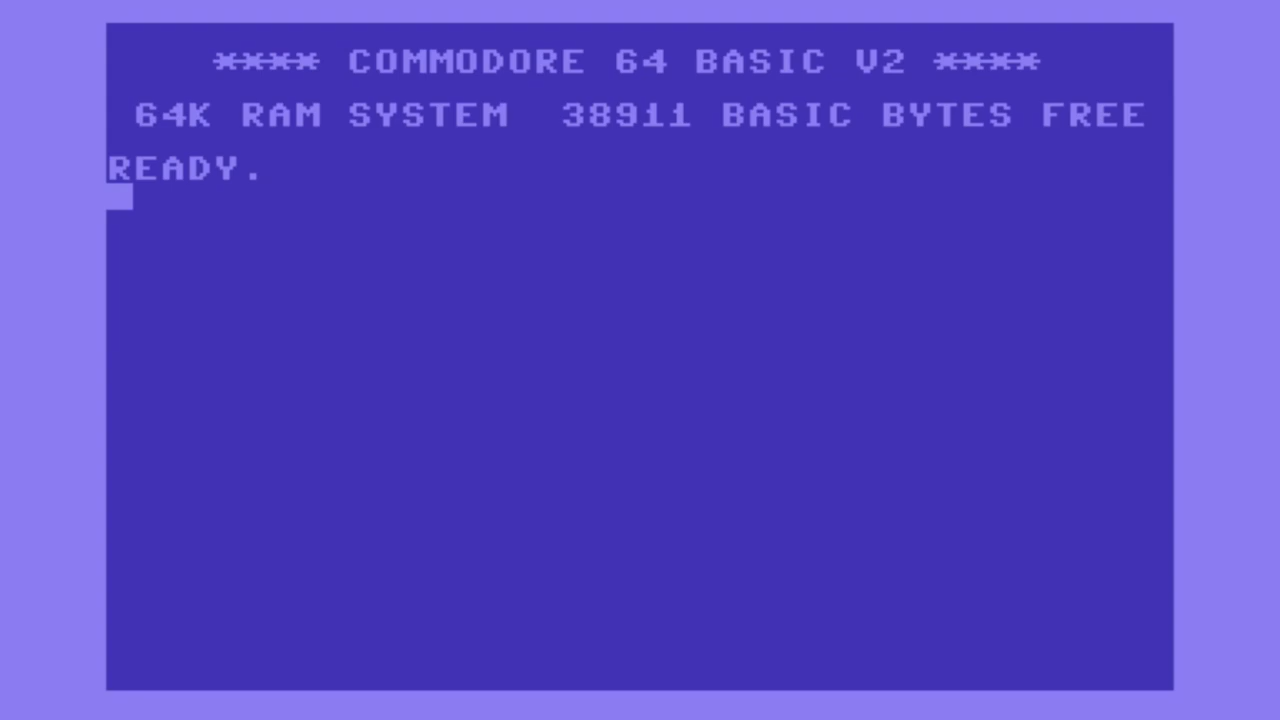 **** COMMODORE 64 BASIC V2 ****
64K RAM SYSTEM  38911 BASIC BYTES FREE
READY.